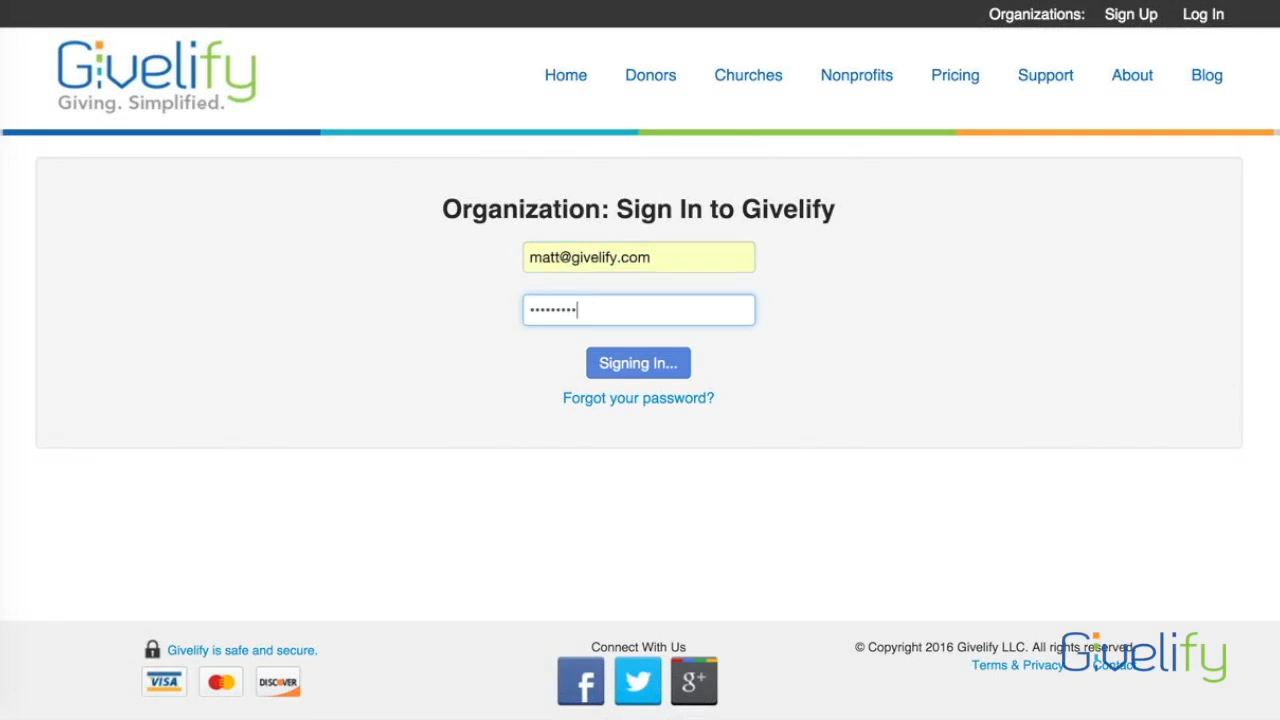 Organizations: Sign Up Log In
Givelify
Giving. Simplified.
Home Donors Churches Nonprofits Pricing Support About Blog
Organization: Sign In to Givelify
matt@givelify.com
•••••••••
Signing In...
Forgot your password?
Givelify is safe and secure.
VISA
DISCOVER
Connect With Us
f
g+
© Copyright 2016 Givelify LLC. All rights reserved.
Terms & Privacy Contact
Givelify